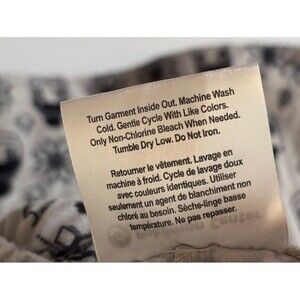 Turn Garment Inside Out. Machine Wash
Cold. Gentle Cycle With Like Colors.
Only Non-Chlorine Bleach When Needed.
Tumble Dry Low. Do Not Iron.
Retourner le vêtement. Lavage en
machine à froid. Cycle de lavage doux
avec couleurs identiques. Utiliser
seulement un agent de blanchiment non
chloré au besoin. Sèche-linge basse
température. Ne pas repasser.